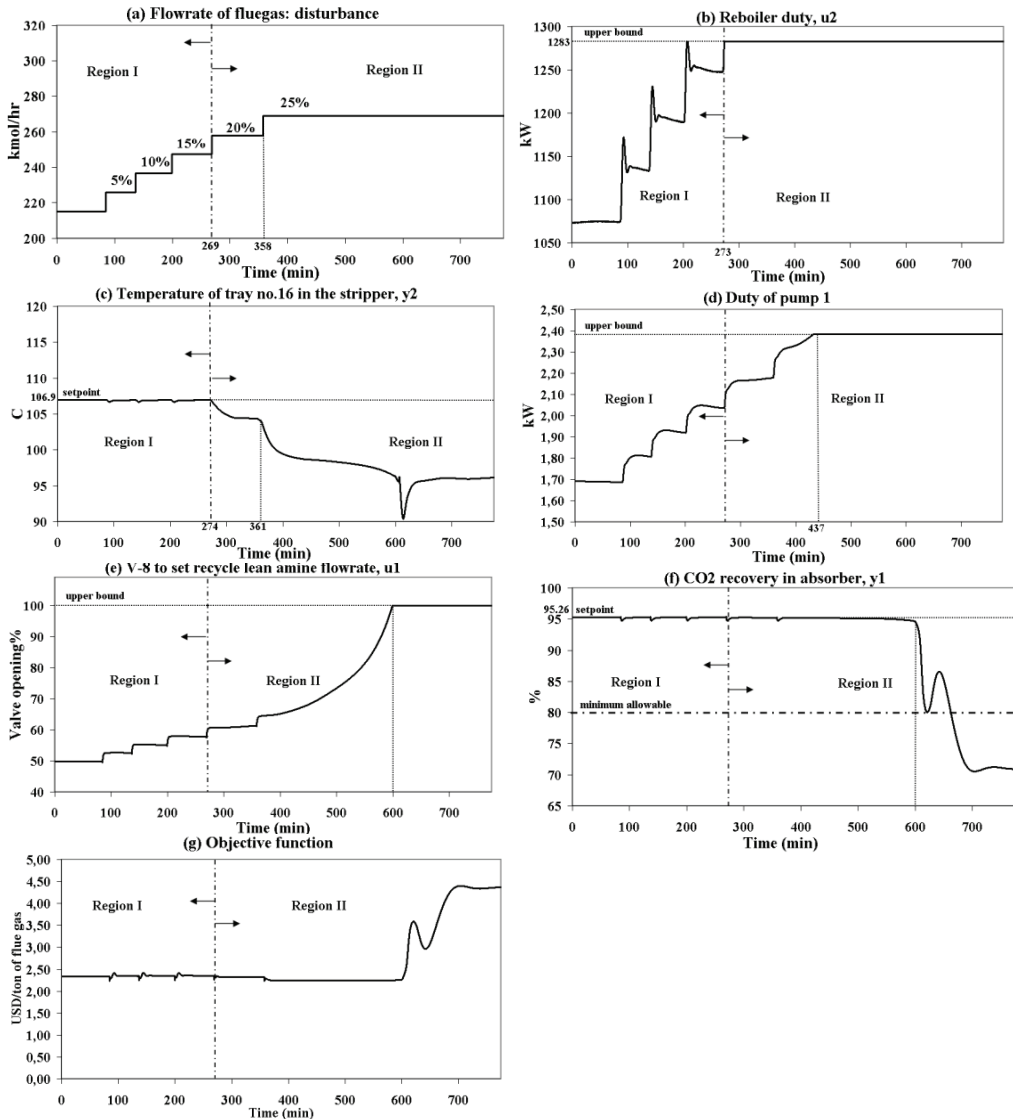 (a) Flowrate of fluegas: disturbance
320
300
280
260
240
220
200
kmol/hr
Region I
Region II
5%
10%
15%
20%
25%
269
358
0 100 200 300 400 500 600 700
Time (min)
(b) Reboiler duty, u2
1300
1283
upper bound
1250
1200
1150
1100
1050
kW
Region I
Region II
273
0 100 200 300 400 500 600 700
Time (min)
(c) Temperature of tray no.16 in the stripper, y2
120
115
110
106.9
setpoint
105
100
95
90
C
Region I
Region II
274
361
0 100 200 300 400 500 600 700
Time (min)
(d) Duty of pump 1
2,50
upper bound
2,40
2,30
2,20
2,10
2,00
1,90
1,80
1,70
1,60
1,50
kW
Region I
Region II
437
0 100 200 300 400 500 600 700
Time (min)
(e) V-8 to set recycle lean amine flowrate, u1
upper bound
100
90
80
70
60
50
40
Valve opening%
Region I
Region II
0 100 200 300 400 500 600 700
Time (min)
(f) CO2 recovery in absorber, y1
100
95.26 setpoint
95
90
85
80
75
70
65
%
Region I
Region II
minimum allowable
0 100 200 300 400 500 600 700
Time (min)
(g) Objective function
5,00
4,50
4,00
3,50
3,00
2,50
2,00
1,50
1,00
0,50
0,00
USD/ton of flue gas
Region I
Region II
0 100 200 300 400 500 600 700
Time (min)